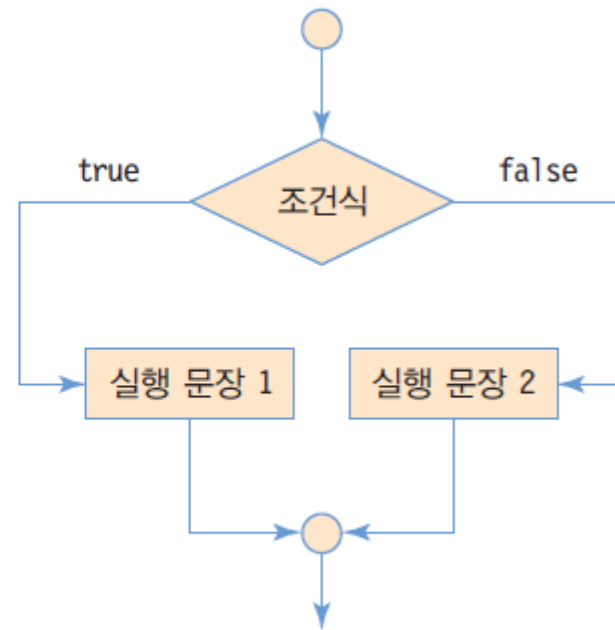 true
false
조건식
실행 문장 1
실행 문장 2